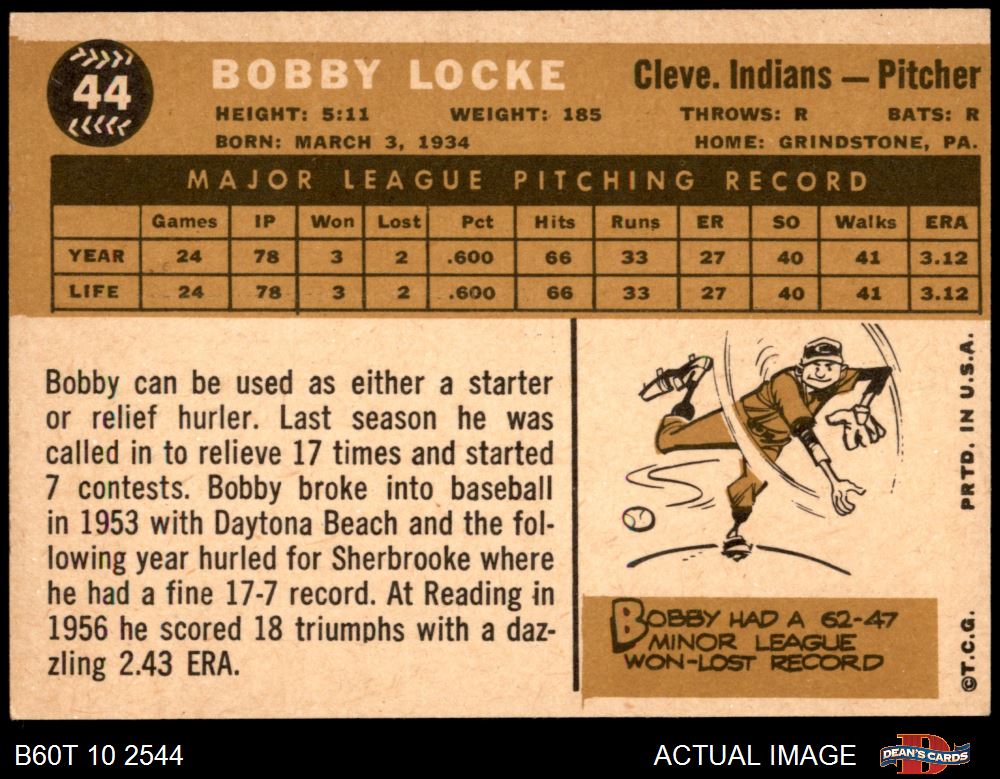 44
BOBBY LOCKE
Cleve. Indians — Pitcher
HEIGHT: 5:11 WEIGHT: 185 THROWS: R BATS: R
BORN: MARCH 3, 1934 HOME: GRINDSTONE, PA.
MAJOR LEAGUE PITCHING RECORD
Games IP Won Lost Pct Hits Runs ER SO Walks ERA
YEAR 24 78 3 2 .600 66 33 27 40 41 3.12
LIFE 24 78 3 2 .600 66 33 27 40 41 3.12
Bobby can be used as either a starter
or relief hurler. Last season he was
called in to relieve 17 times and started
7 contests. Bobby broke into baseball
in 1953 with Daytona Beach and the fol-
lowing year hurled for Sherbrooke where
he had a fine 17-7 record. At Reading in
1956 he scored 18 triumphs with a daz-
zling 2.43 ERA.
BOBBY HAD A 62-47
MINOR LEAGUE
WON-LOST RECORD
©T.C.G. PRTD. IN U.S.A.
B60T 10 2544 ACTUAL IMAGE
DEAN'S CARDS